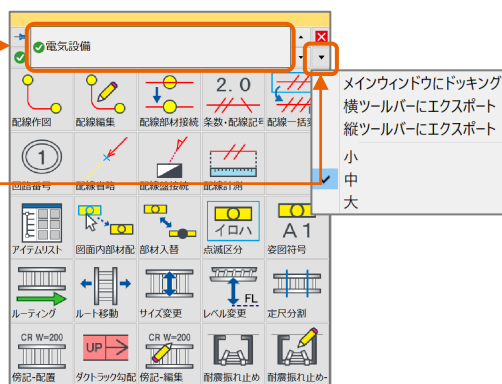 電気設備
メインウィンドウにドッキング
横ツールバーにエクスポート
縦ツールバーにエクスポート
小
中
大
2.0
配線作図 配線編集 配線部材接続 条数・配線記号 配線一括
1
回路番号 配線省略 配線盤接続 配線計測
イロハ A1
アイテムリスト 図面内部材配 部材入替 点滅区分 姿図符号
FL
ルーティング ルート移動 サイズ変更 レベル変更 定尺分割
CR W=200 UP CR W=200
傍記-配置 ダクトラック勾配 傍記-編集 耐震振れ止め 耐震振れ止め-